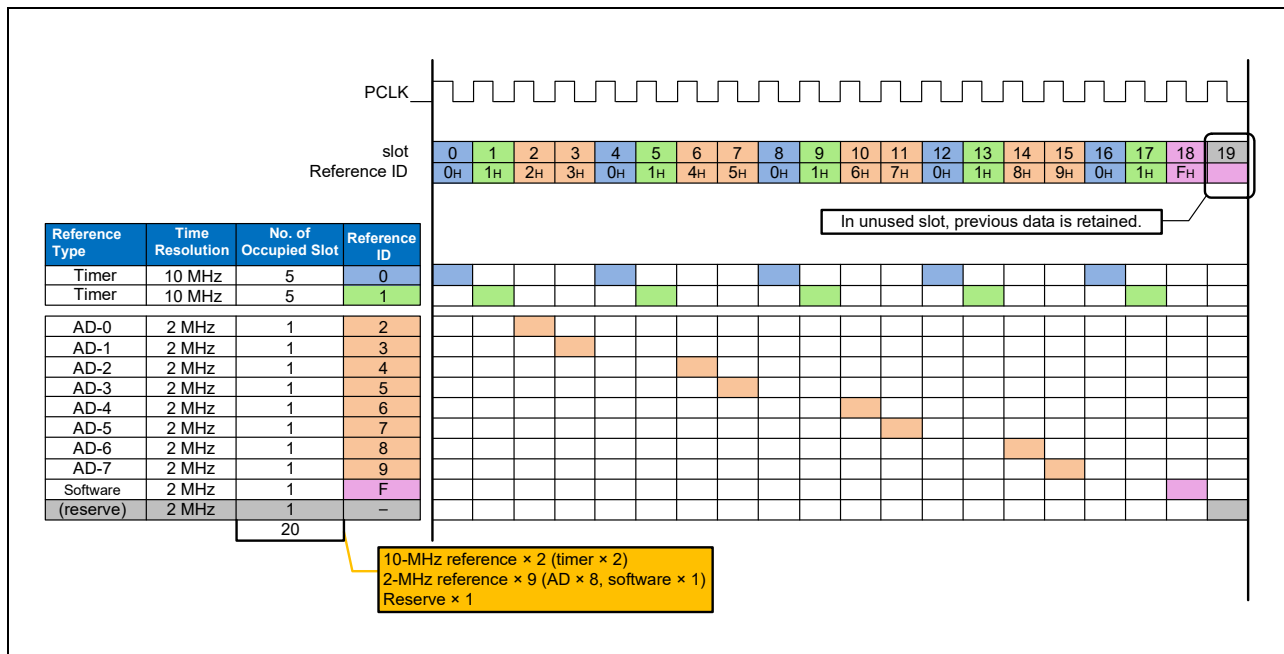 PCLK
slot 0 1 2 3 4 5 6 7 8 9 10 11 12 13 14 15 16 17 18 19
Reference ID 0H 1H 2H 3H 0H 1H 4H 5H 0H 1H 6H 7H 0H 1H 8H 9H 0H 1H FH
In unused slot, previous data is retained.
Reference Type Time Resolution No. of Occupied Slot Reference ID
Timer 10 MHz 5 0
Timer 10 MHz 5 1
AD-0 2 MHz 1 2
AD-1 2 MHz 1 3
AD-2 2 MHz 1 4
AD-3 2 MHz 1 5
AD-4 2 MHz 1 6
AD-5 2 MHz 1 7
AD-6 2 MHz 1 8
AD-7 2 MHz 1 9
Software 2 MHz 1 F
(reserve) 2 MHz 1 –
20
10-MHz reference × 2 (timer × 2)
2-MHz reference × 9 (AD × 8, software × 1)
Reserve × 1